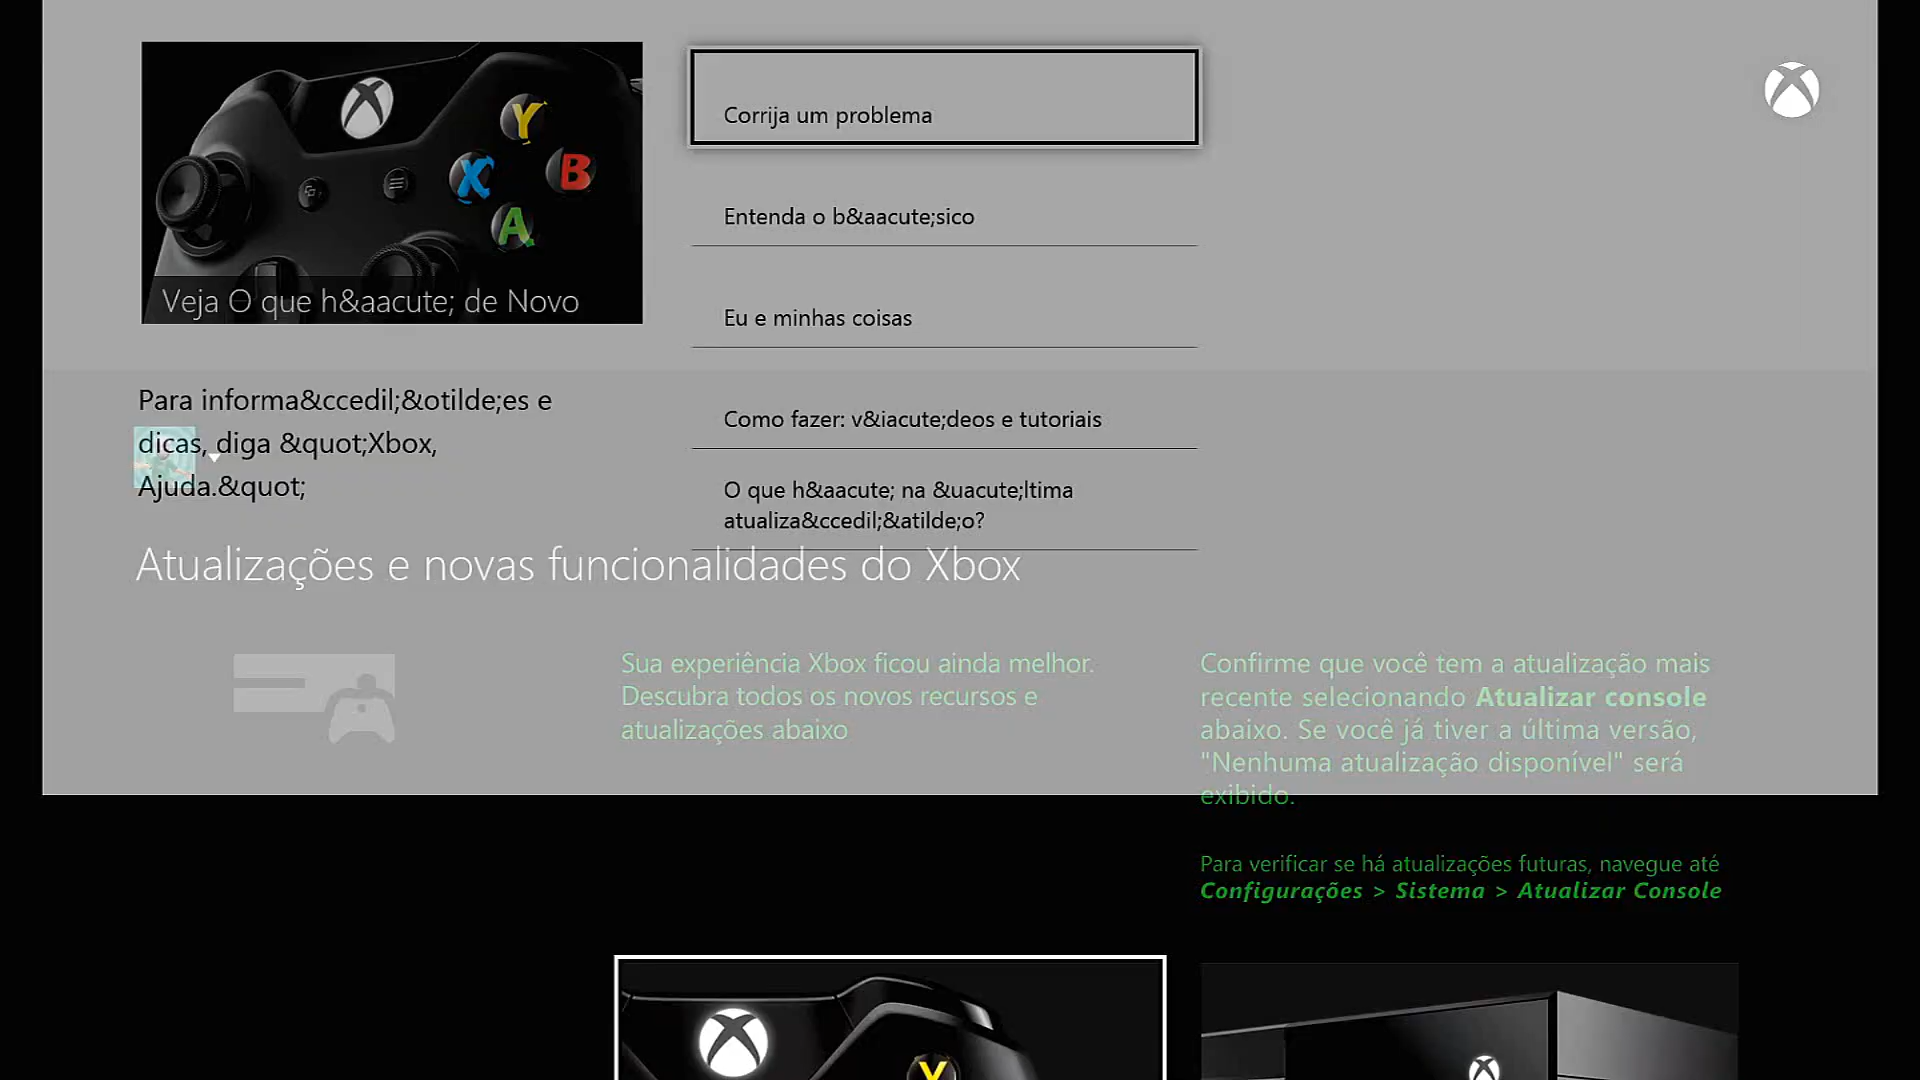 Corrija um problema
Entenda o b&aacute;sico
Veja O que h&aacute; de Novo
Eu e minhas coisas
Para informa&ccedil;&otilde;es e
dicas, diga &quot;Xbox,
Ajuda.&quot;
Como fazer: v&iacute;deos e tutoriais
O que h&aacute; na &uacute;ltima
atualiza&ccedil;&atilde;o?
Atualizações e novas funcionalidades do Xbox
Sua experiência Xbox ficou ainda melhor.
Descubra todos os novos recursos e
atualizações abaixo
Confirme que você tem a atualização mais
recente selecionando Atualizar console
abaixo. Se você já tiver a última versão,
"Nenhuma atualização disponível" será
exibido.
Para verificar se há atualizações futuras, navegue até
Configurações > Sistema > Atualizar Console
Y
X
B
A
Y